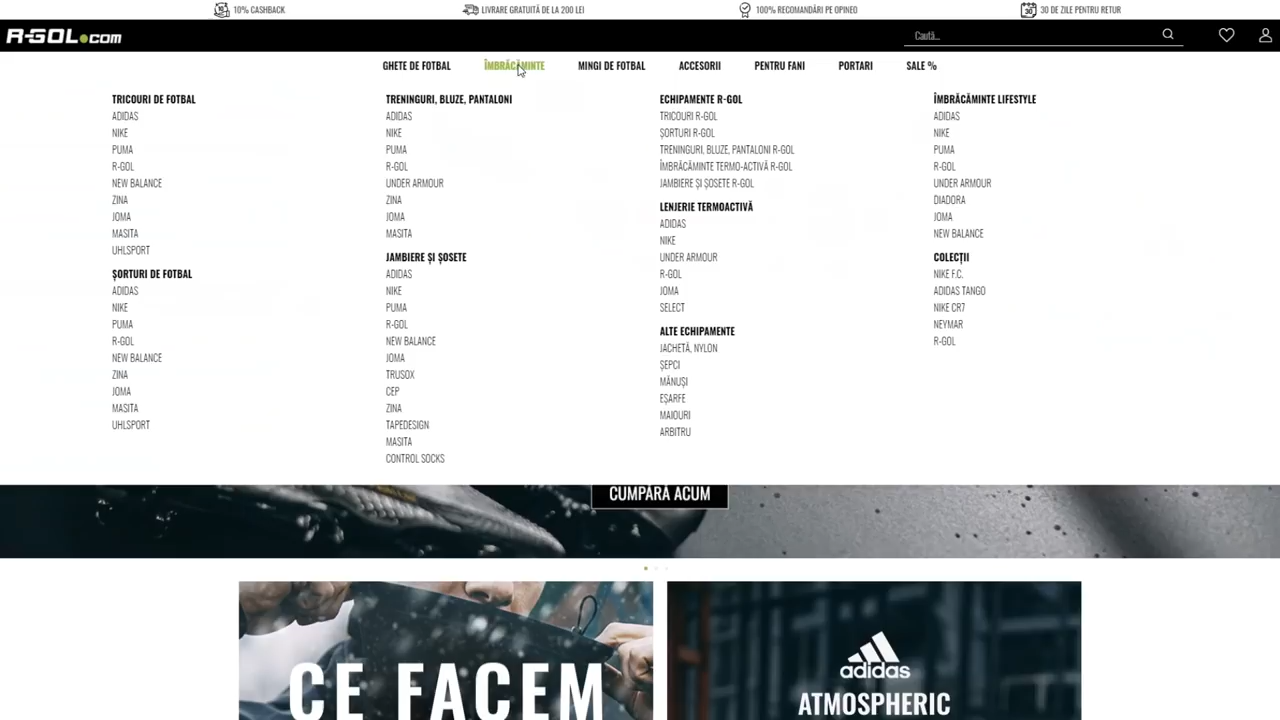 10% CASHBACK
LIVRARE GRATUITĂ DE LA 200 LEI
100% RECOMANDĂRI PE OPINEO
30
30 DE ZILE PENTRU RETUR
R-GOL.COM
Caută...
GHETE DE FOTBAL
ÎMBRĂCĂMINTE
MINGI DE FOTBAL
ACCESORII
PENTRU FANI
PORTARI
SALE %
TRICOURI DE FOTBAL
ADIDAS
NIKE
PUMA
R-GOL
NEW BALANCE
ZINA
JOMA
MASITA
UHLSPORT
ȘORTURI DE FOTBAL
ADIDAS
NIKE
PUMA
R-GOL
NEW BALANCE
ZINA
JOMA
MASITA
UHLSPORT
TRENINGURI, BLUZE, PANTALONI
ADIDAS
NIKE
PUMA
R-GOL
UNDER ARMOUR
ZINA
JOMA
MASITA
JAMBIERE ȘI ȘOSETE
ADIDAS
NIKE
PUMA
R-GOL
NEW BALANCE
JOMA
TRUSOX
CEP
ZINA
TAPEDESIGN
MASITA
CONTROL SOCKS
ECHIPAMENTE R-GOL
TRICOURI R-GOL
ȘORTURI R-GOL
TRENINGURI, BLUZE, PANTALONI R-GOL
ÎMBRĂCĂMINTE TERMO-ACTIVĂ R-GOL
JAMBIERE ȘI ȘOSETE R-GOL
LENJERIE TERMOACTIVĂ
ADIDAS
NIKE
UNDER ARMOUR
R-GOL
JOMA
SELECT
ALTE ECHIPAMENTE
JACHETĂ, NYLON
ȘEPCI
MĂNUȘI
EȘARFE
MAIOURI
ARBITRU
ÎMBRĂCĂMINTE LIFESTYLE
ADIDAS
NIKE
PUMA
R-GOL
UNDER ARMOUR
DIADORA
JOMA
NEW BALANCE
COLECȚII
NIKE F.C.
ADIDAS TANGO
NIKE CR7
NEYMAR
R-GOL
CUMPĂRĂ ACUM
CE FACEM
adidas
ATMOSPHERIC